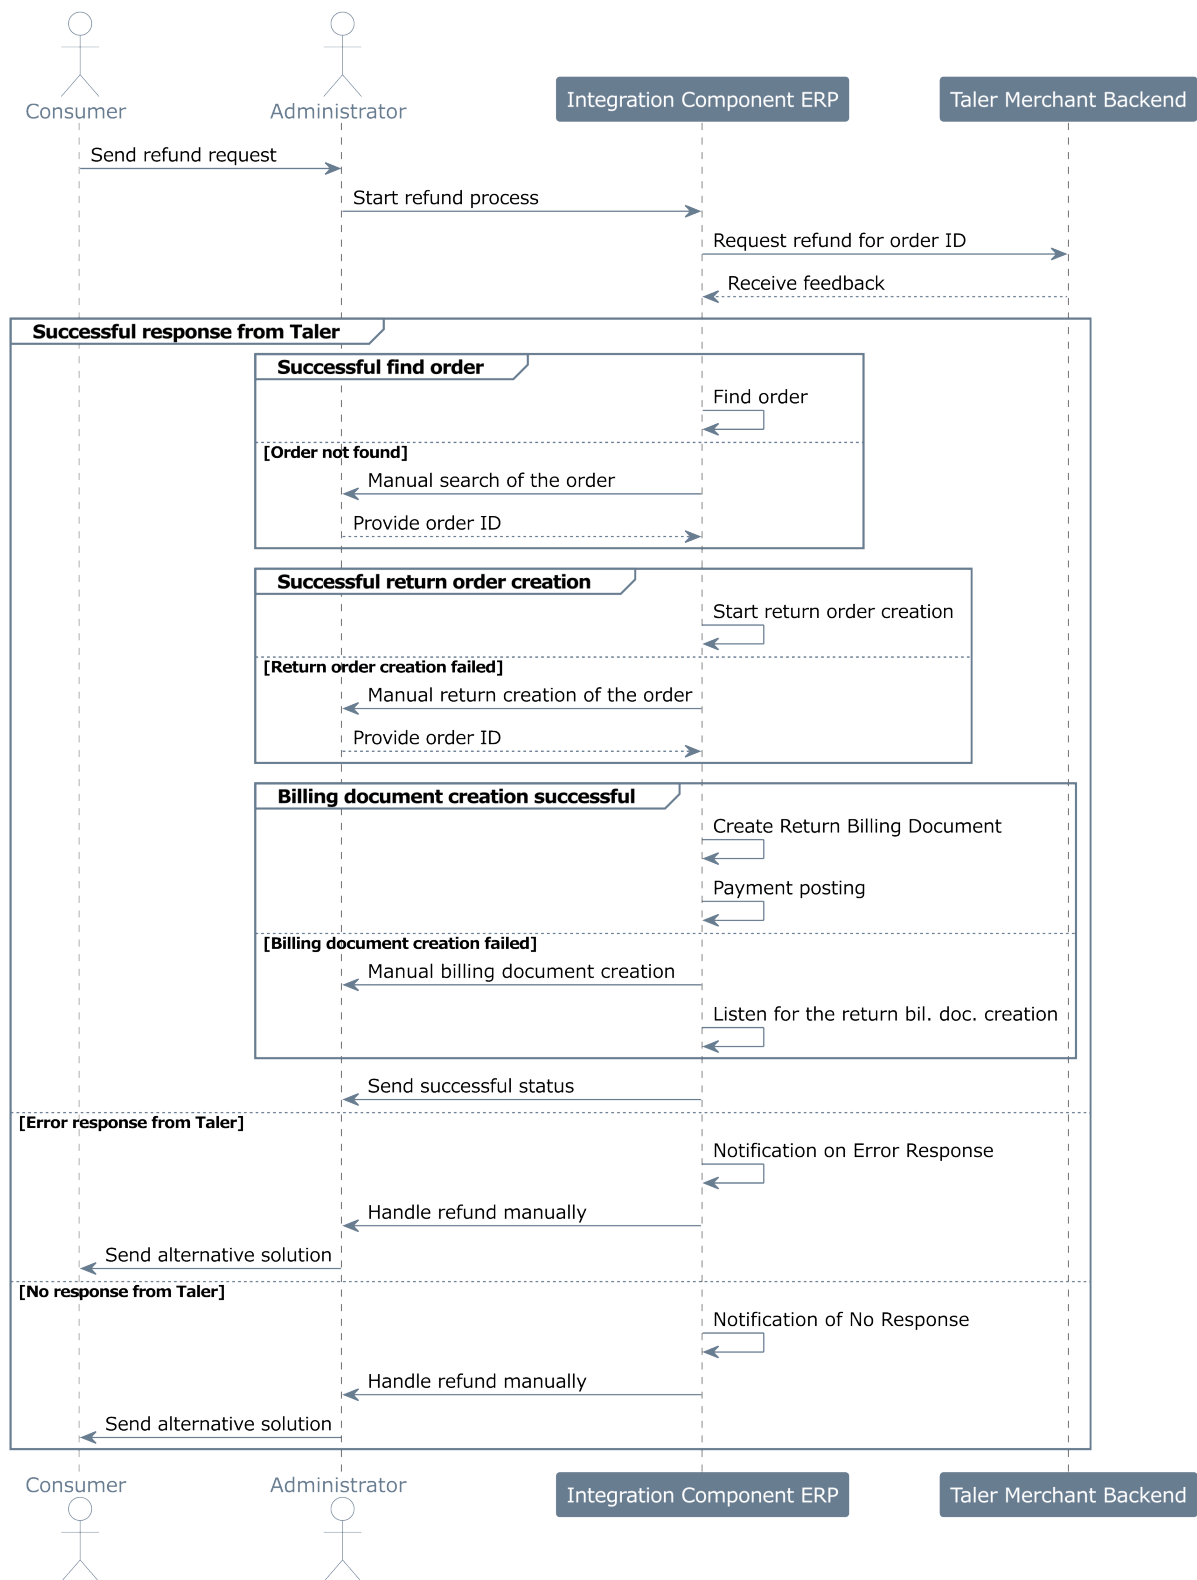 Consumer
Administrator
Integration Component ERP
Taler Merchant Backend
Send refund request
Start refund process
Request refund for order ID
Receive feedback
Successful response from Taler
Successful find order
Find order
[Order not found]
Manual search of the order
Provide order ID
Successful return order creation
Start return order creation
[Return order creation failed]
Manual return creation of the order
Provide order ID
Billing document creation successful
Create Return Billing Document
Payment posting
[Billing document creation failed]
Manual billing document creation
Listen for the return bil. doc. creation
Send successful status
[Error response from Taler]
Notification on Error Response
Handle refund manually
Send alternative solution
[No response from Taler]
Notification of No Response
Handle refund manually
Send alternative solution
Consumer
Administrator
Integration Component ERP
Taler Merchant Backend